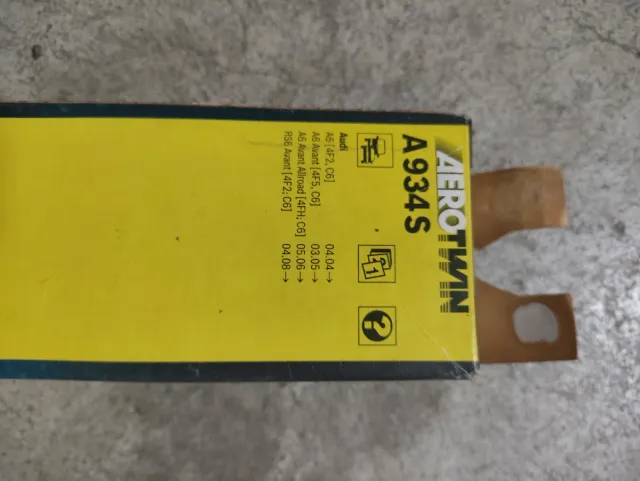 AEROTWIN
A 934 S
1 ?
Audi
A6 [4F2, C6] 04.04→
A6 Avant [4F5, C6] 03.05→
A6 Avant Allroad [4FH, C6] 05.06→
RS6 Avant [4F2; C6] 04.08→